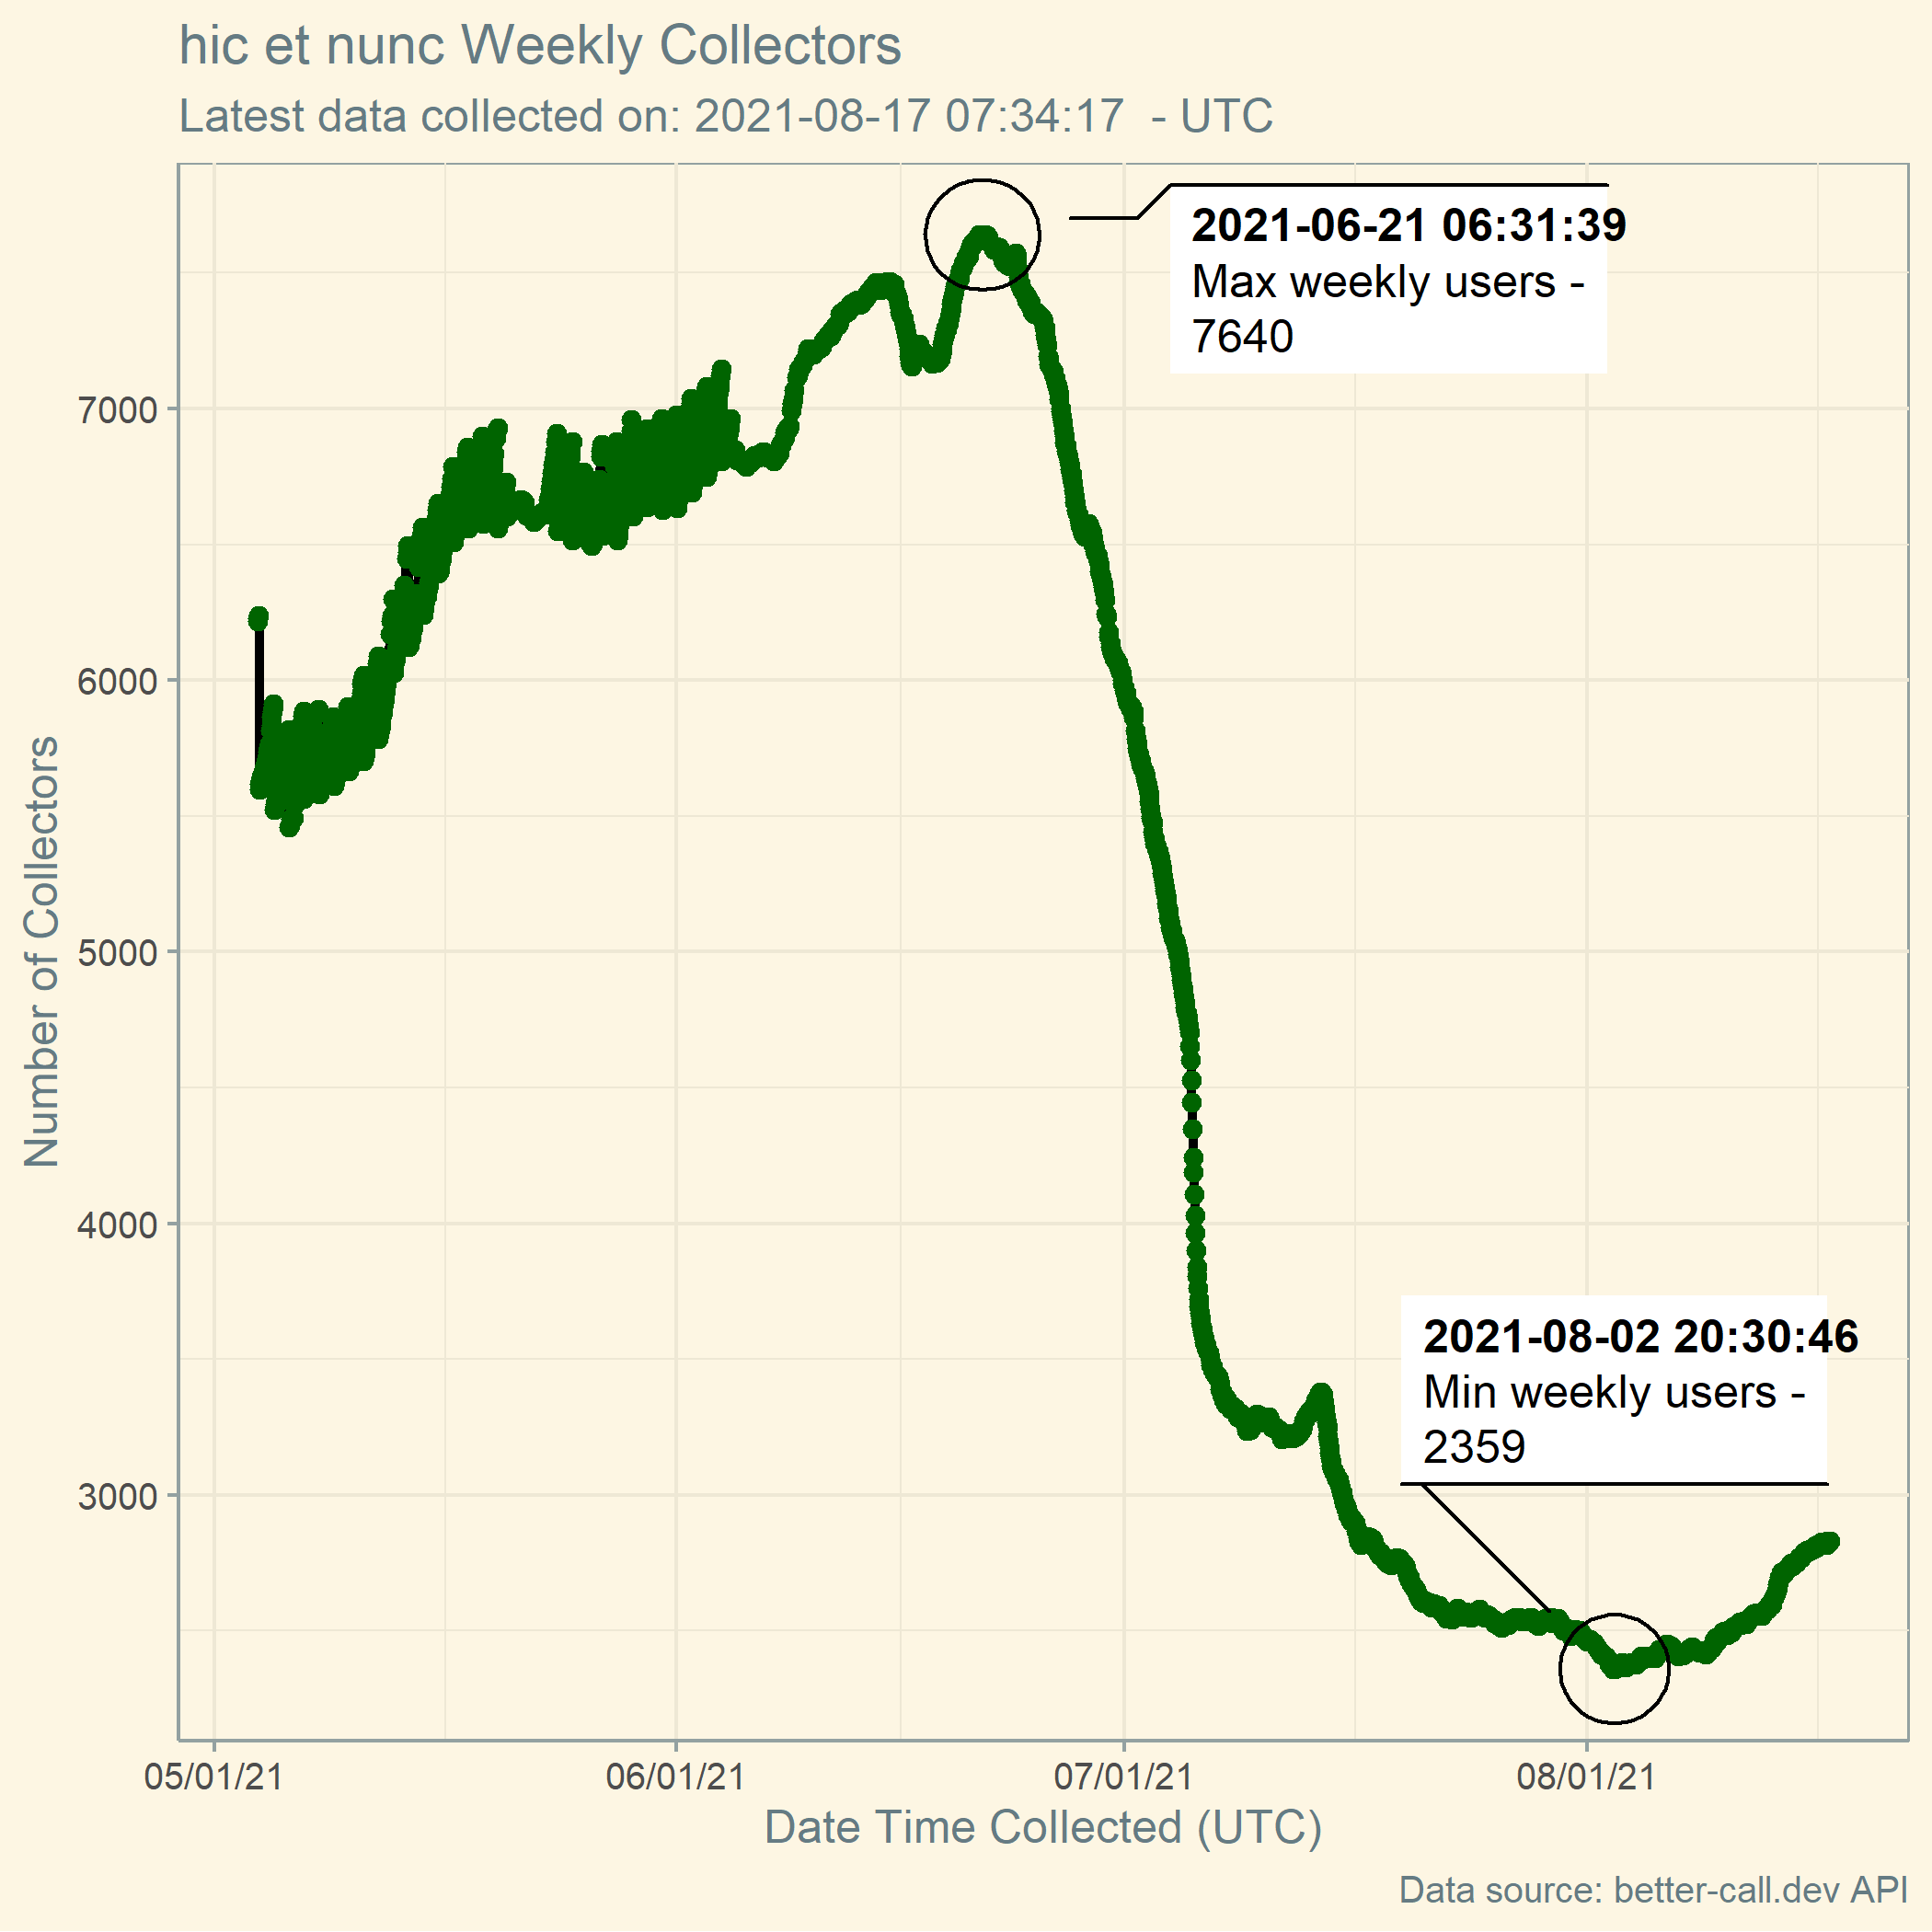 hic et nunc Weekly Collectors
Latest data collected on: 2021-08-17 07:34:17 - UTC
2021-06-21 06:31:39
Max weekly users -
7640
7000
6000
5000
4000
3000
Number of Collectors
2021-08-02 20:30:46
Min weekly users -
2359
05/01/21 06/01/21 07/01/21 08/01/21
Date Time Collected (UTC)
Data source: better-call.dev API